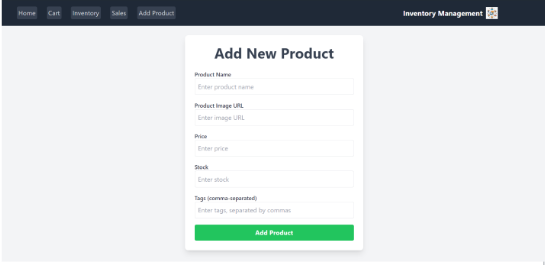 Home Cart Inventory Sales Add Product Inventory Management
Add New Product
Product Name
Enter product name
Product Image URL
Enter image URL
Price
Enter price
Stock
Enter stock
Tags (comma-separated)
Enter tags, separated by commas
Add Product